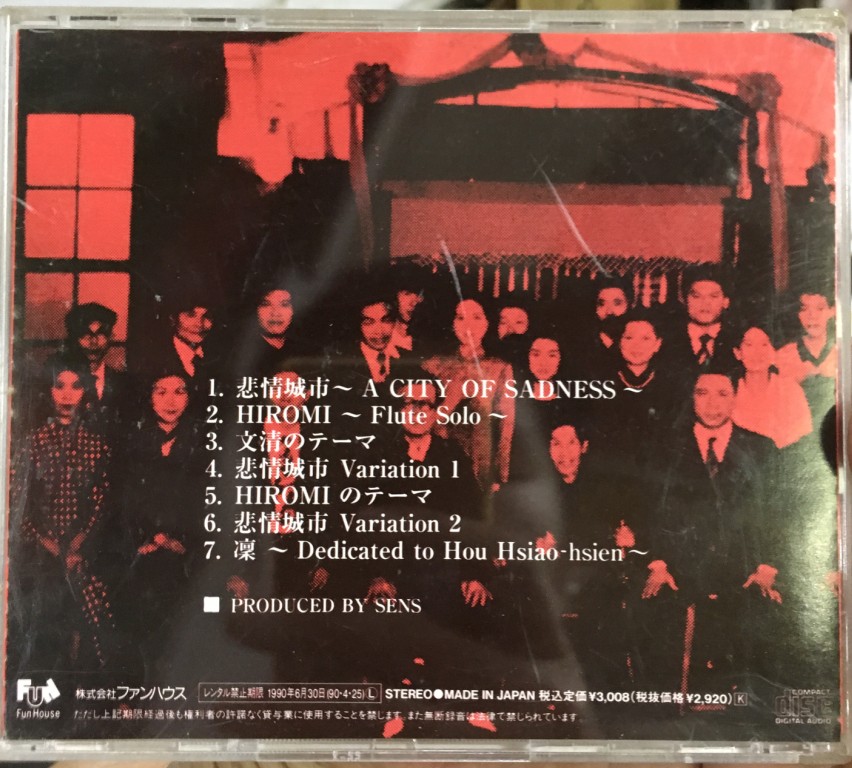 1. 悲情城市～ A CITY OF SADNESS ～
2. HIROMI ～ Flute Solo ～
3. 文清のテーマ
4. 悲情城市 Variation 1
5. HIROMI のテーマ
6. 悲情城市 Variation 2
7. 凜 ～ Dedicated to Hou Hsiao-hsien～
■ PRODUCED BY SENS
FUN
FunHouse
株式会社ファンハウス レンタル禁止期限 1990年6月30日(90・4・25) L STEREO●MADE IN JAPAN 税込定価¥3,008(税抜価格¥2,920) K
ただし上記期限経過後も権利者の許諾なく貸与業に使用することを禁じます。また無断録音は法律で禁じられています。
COMPACT
disc
DIGITAL AUDIO